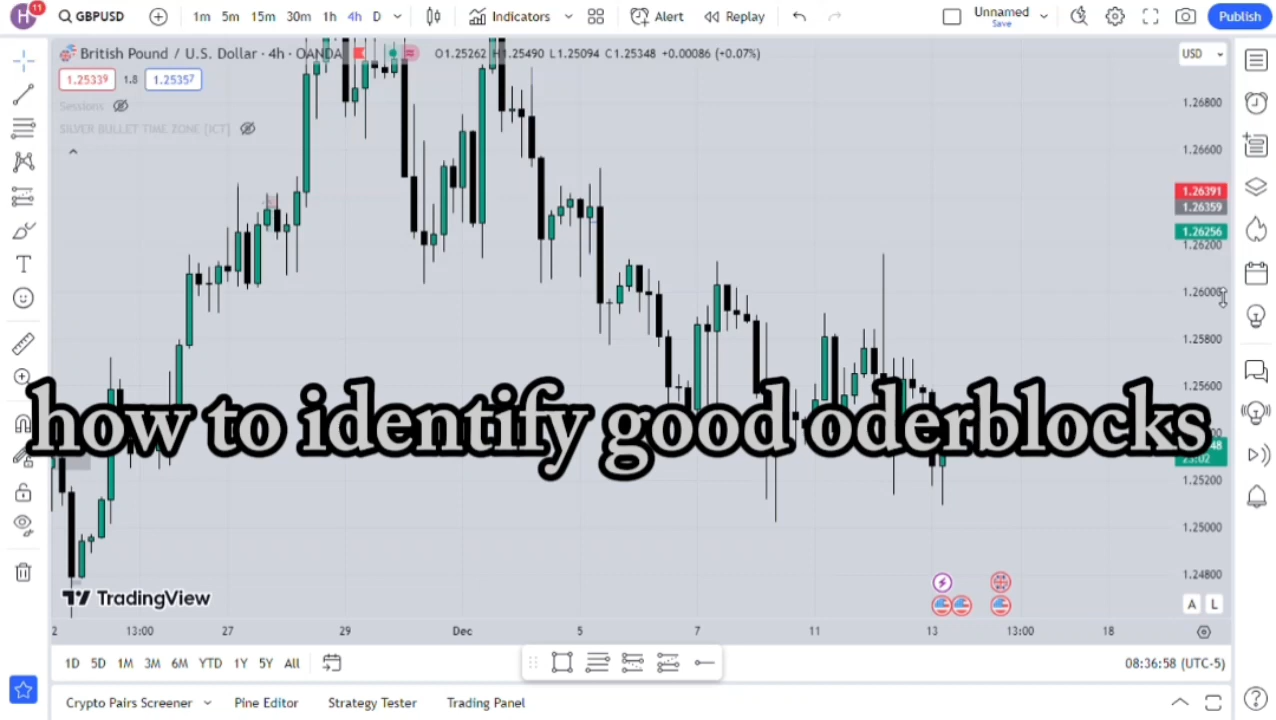 H 11 GBPUSD 1m 5m 15m 30m 1h 4h D Indicators Alert Replay Unnamed Save Publish
British Pound / U.S. Dollar · 4h · OANDA O1.25262 H1.25490 L1.25094 C1.25348 +0.00086 (+0.07%) USD
1.25339 1.8 1.25357
Sessions
SILVER BULLET TIME ZONE [ICT]
1.26800
1.26600
1.26391
1.26359
1.26256
1.26200
1.26000
1.25800
1.25600
how to identify good oderblocks
23:02
1.25200
1.25000
1.24800
TradingView
A L
2 13:00 27 29 Dec 5 7 11 13 13:00 18
1D 5D 1M 3M 6M YTD 1Y 5Y All 08:36:58 (UTC-5)
Crypto Pairs Screener Pine Editor Strategy Tester Trading Panel